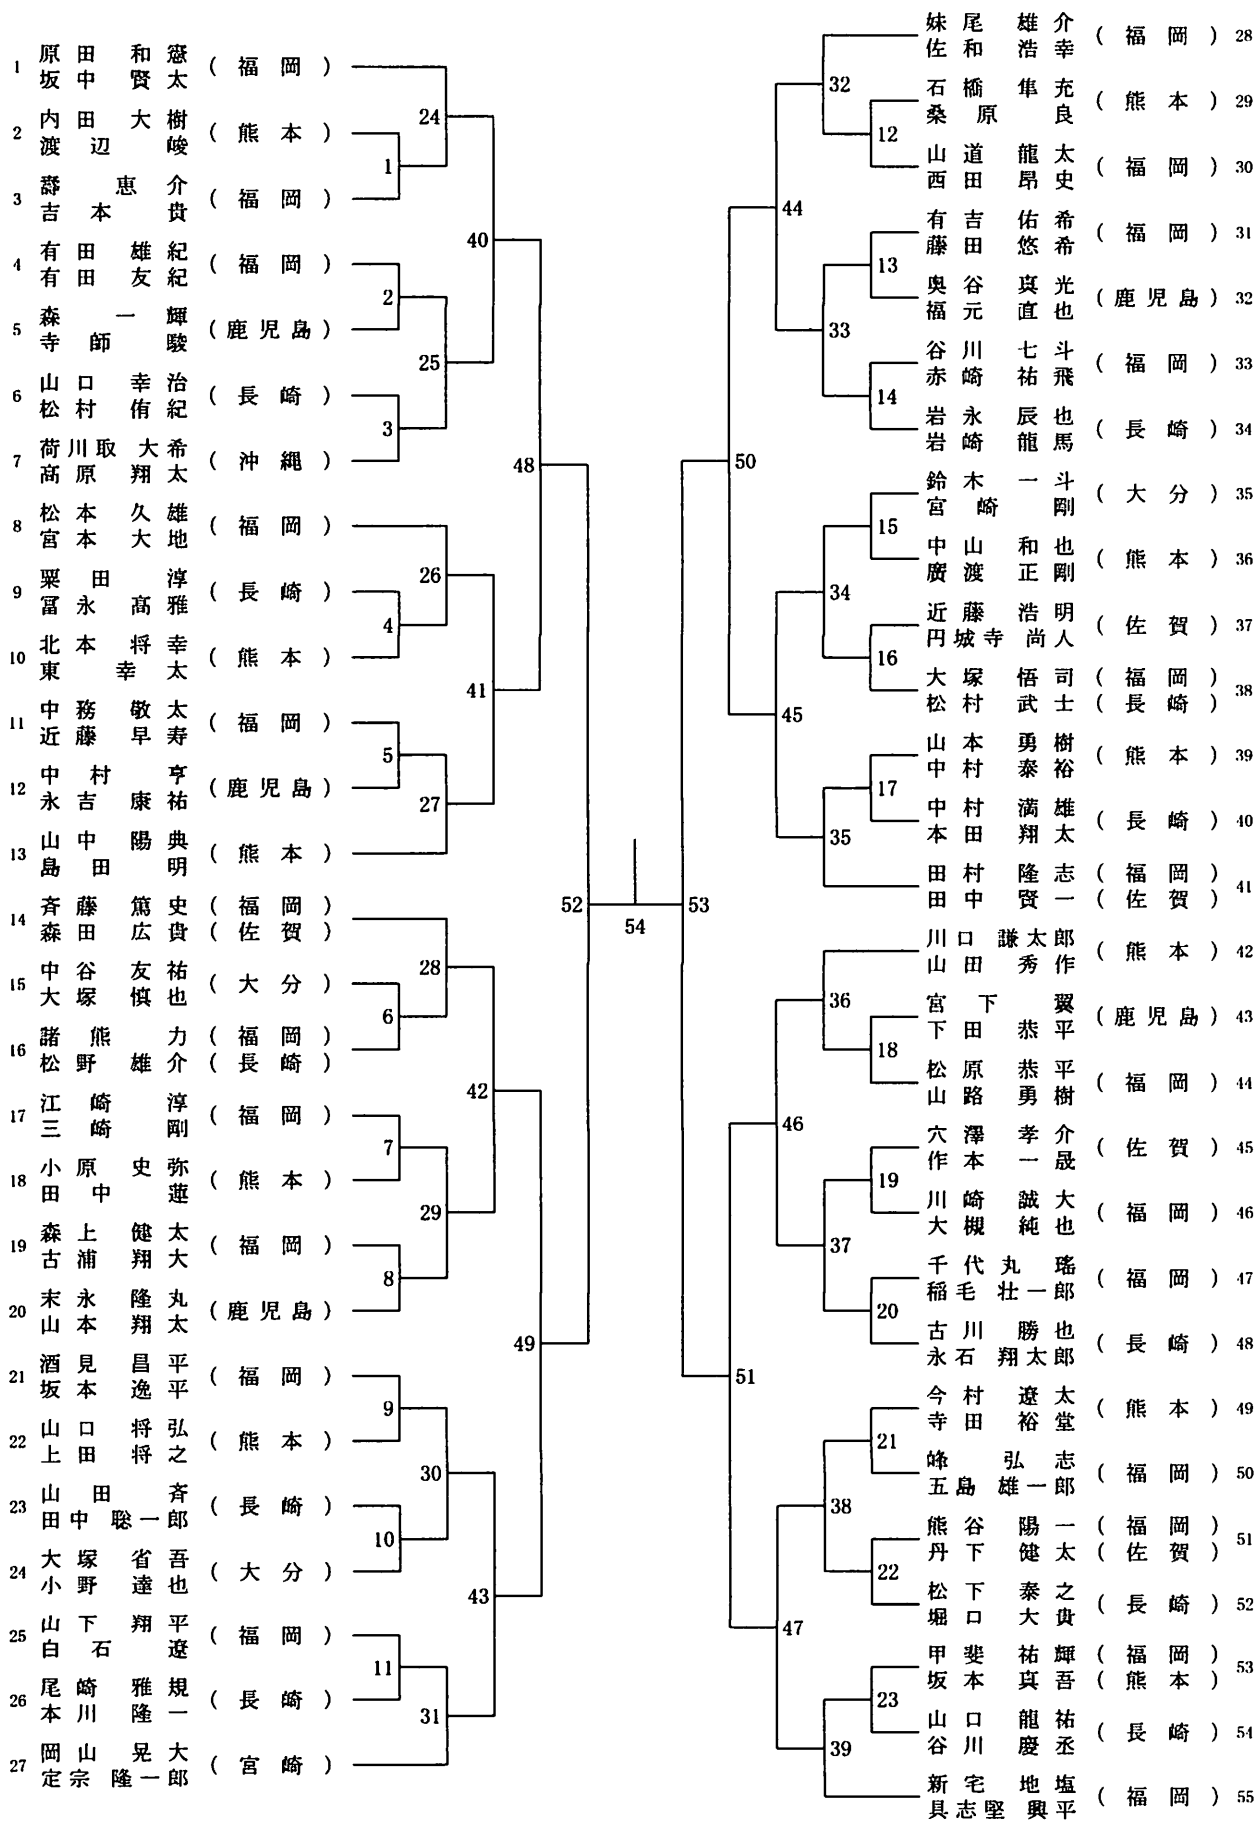 1 原田 和憲 (福岡)
坂中 賢太
2 内田 大樹 (熊本)
渡辺 峻
3 壽 恵介 (福岡)
吉本 貴
4 有田 雄紀 (福岡)
有田 友紀
5 森 一輝 (鹿児島)
寺師 駿
6 山口 幸治 (長崎)
松村 侑紀
7 荷川取 大希 (沖縄)
髙原 翔太
8 松本 久雄 (福岡)
宮本 大地
9 栗田 淳 (長崎)
冨永 髙雅
10 北本 将幸 (熊本)
東 幸太
11 中務 敬太 (福岡)
近藤 早寿
12 中村 亨 (鹿児島)
永吉 康祐
13 山中 陽典 (熊本)
島田 明
14 斉藤 篤史 (福岡)
森田 広貴 (佐賀)
15 中谷 友祐 (大分)
大塚 慎也
16 諸熊 力 (福岡)
松野 雄介 (長崎)
17 江崎 淳 (福岡)
三崎 剛
18 小原 史弥 (熊本)
田中 蓮
19 森上 健太 (福岡)
古浦 翔大
20 末永 隆丸 (鹿児島)
山本 翔太
21 酒見 昌平 (福岡)
坂本 逸平
22 山口 将弘 (熊本)
上田 将之
23 山田 斉 (長崎)
田中 聡一郎
24 大塚 省吾 (大分)
小野 達也
25 山下 翔平 (福岡)
白石 遼
26 尾崎 雅規 (長崎)
本川 隆一
27 岡山 晃大 (宮崎)
定宗 隆一郎
24
1
40
2
25
3
48
26
4
41
5
27
52
28
6
42
7
29
8
49
9
30
10
43
11
31
54
53
32
12
44
13
33
14
50
15
34
16
45
17
35
36
18
46
19
37
20
51
21
38
22
47
23
39
妹尾 雄介 (福岡) 28
佐和 浩幸
石橋 隼充 (熊本) 29
桑原 良
山道 龍太 (福岡) 30
西田 昂史
有吉 佑希 (福岡) 31
藤田 悠希
奥谷 真光 (鹿児島) 32
福元 直也
谷川 七斗 (福岡) 33
赤崎 祐飛
岩永 辰也 (長崎) 34
岩崎 龍馬
鈴木 一斗 (大分) 35
宮崎 剛
中山 和也 (熊本) 36
廣渡 正剛
近藤 浩明 (佐賀) 37
円城寺 尚人
大塚 悟司 (福岡) 38
松村 武士 (長崎)
山本 勇樹 (熊本) 39
中村 泰裕
中村 満雄 (長崎) 40
本田 翔太
田村 隆志 (福岡) 41
田中 賢一 (佐賀)
川口 謙太郎 (熊本) 42
山田 秀作
宮下 翼 (鹿児島) 43
下田 恭平
松原 恭平 (福岡) 44
山路 勇樹
穴澤 孝介 (佐賀) 45
作本 一晟
川崎 誠大 (福岡) 46
大槻 純也
千代丸 瑤 (福岡) 47
稲毛 壮一郎
古川 勝也 (長崎) 48
永石 翔太郎
今村 遼太 (熊本) 49
寺田 裕堂
峰 弘志 (福岡) 50
五島 雄一郎
熊谷 陽一 (福岡) 51
丹下 健太 (佐賀)
松下 泰之 (長崎) 52
堀口 大貴
甲斐 祐輝 (福岡) 53
坂本 真吾 (熊本)
山口 龍祐 (長崎) 54
谷川 慶丞
新宅 地塩 (福岡) 55
具志堅 興平